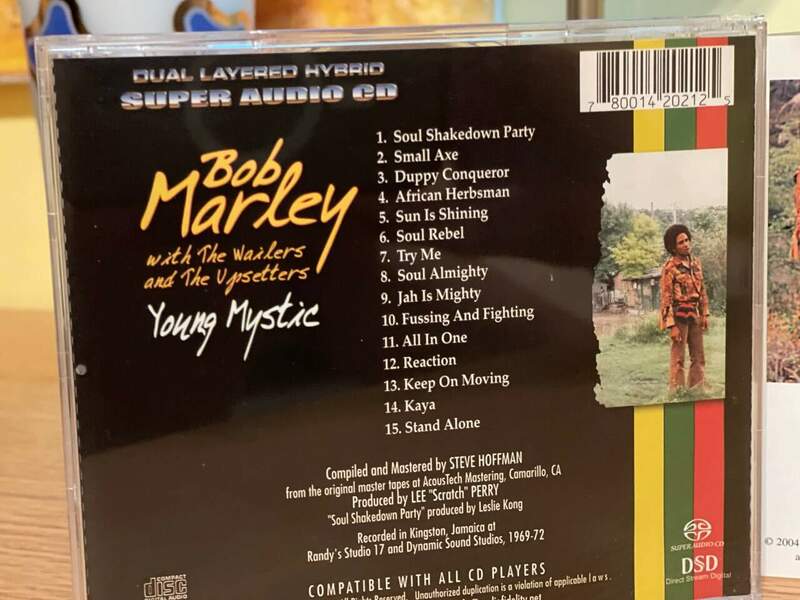 DUAL LAYERED HYBRID
SUPER AUDIO CD
7 80014 20212 5
Bob
Marley
with The Wailers
and The Upsetters
Young Mystic
1. Soul Shakedown Party
2. Small Axe
3. Duppy Conqueror
4. African Herbsman
5. Sun Is Shining
6. Soul Rebel
7. Try Me
8. Soul Almighty
9. Jah Is Mighty
10. Fussing And Fighting
11. All In One
12. Reaction
13. Keep On Moving
14. Kaya
15. Stand Alone
Compiled and Mastered by STEVE HOFFMAN
from the original master tapes at AcousTech Mastering, Camarillo, CA
Produced by LEE "Scratch" PERRY
"Soul Shakedown Party" produced by Leslie Kong
Recorded in Kingston, Jamaica at
Randy's Studio 17 and Dynamic Sound Studios, 1969-72
COMPACT
disc
DIGITAL AUDIO
COMPATIBLE WITH ALL CD PLAYERS
Reserved. Unauthorized duplication is a violation of applicable laws.
SUPER AUDIO CD
DSD
Direct Stream Digital
© 2004